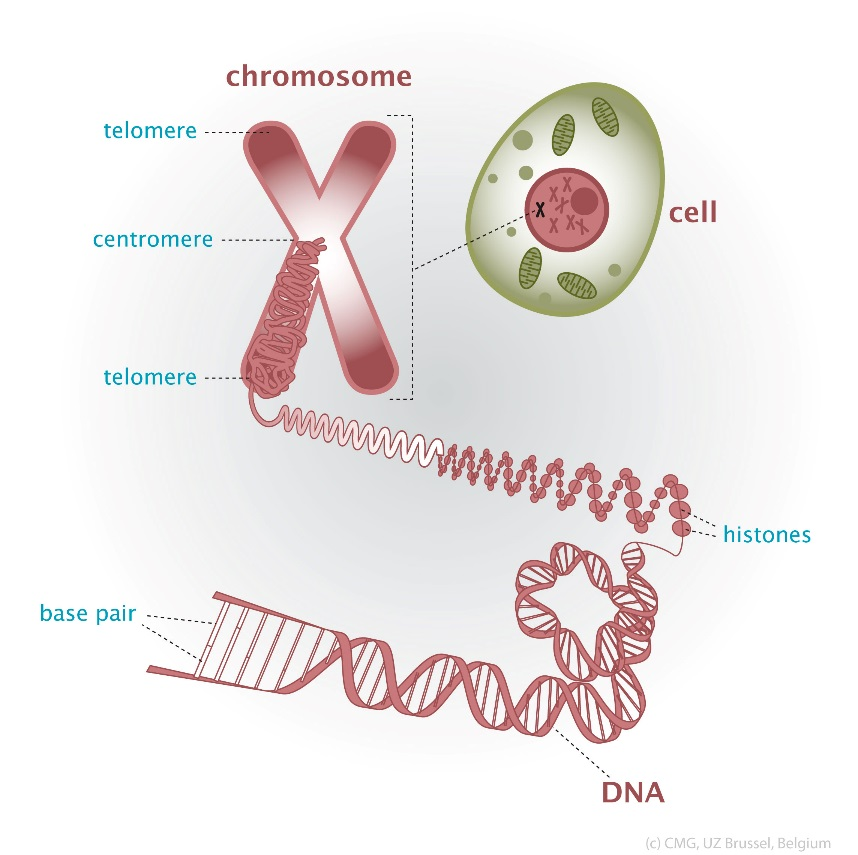 chromosome
telomere
centromere
cell
telomere
histones
base pair
DNA
(c) CMG, UZ Brussel, Belgium